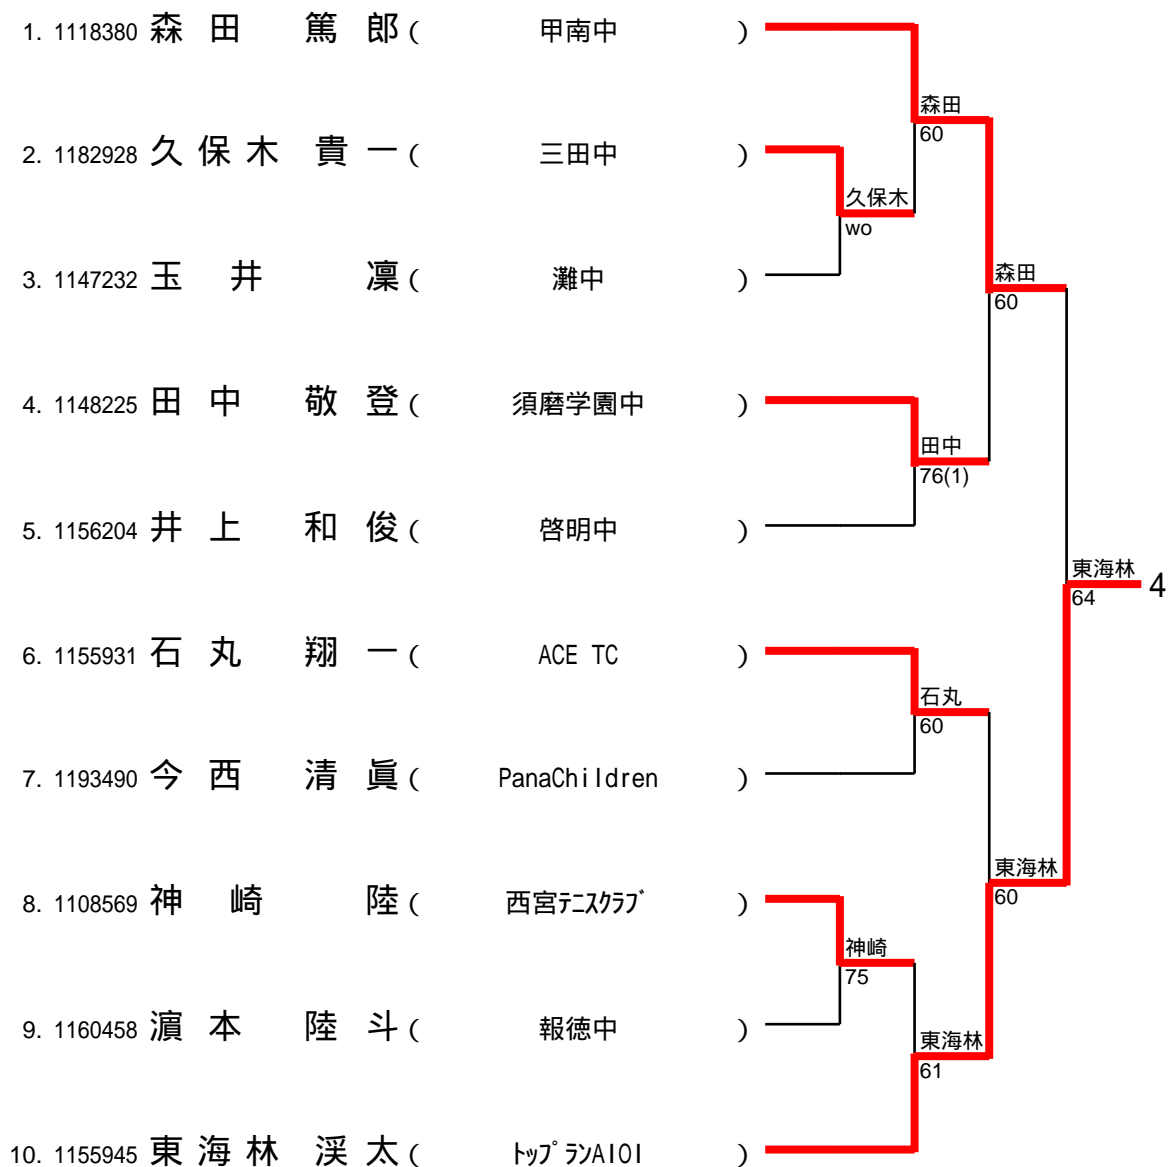 1. 1118380 森田 篤郎 ( 甲南中 )
森田
60
2. 1182928 久保木 貴一 ( 三田中 )
久保木
wo
3. 1147232 玉井 凜 ( 灘中 )
森田
60
4. 1148225 田中 敬登 ( 須磨学園中 )
田中
76(1)
5. 1156204 井上 和俊 ( 啓明中 )
東海林
64
4
6. 1155931 石丸 翔一 ( ACE TC )
石丸
60
7. 1193490 今西 清眞 ( PanaChildren )
東海林
60
8. 1108569 神崎 陸 ( 西宮ﾃﾆｽｸﾗﾌﾞ )
神崎
75
9. 1160458 濵本 陸斗 ( 報徳中 )
東海林
61
10. 1155945 東海林 渓太 ( ﾄｯﾌﾟﾗﾝAIOI )